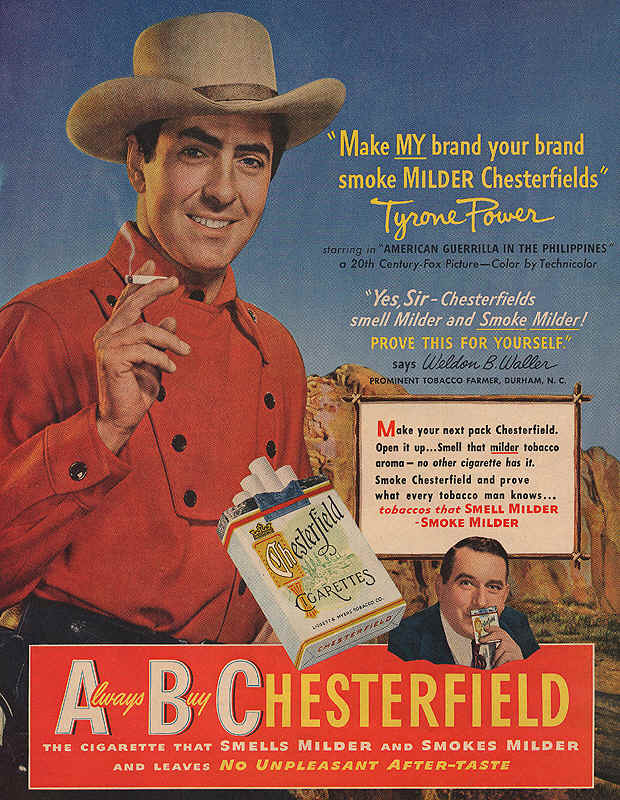 "Make MY brand your brand
smoke MILDER Chesterfields"
Tyrone Power
starring in "AMERICAN GUERRILLA IN THE PHILIPPINES"
a 20th Century-Fox Picture—Color by Technicolor
"Yes, Sir - Chesterfields
smell Milder and Smoke Milder!
PROVE THIS FOR YOURSELF."
says Weldon B. Waller
PROMINENT TOBACCO FARMER, DURHAM, N. C.
Make your next pack Chesterfield.
Open it up...Smell that milder tobacco
aroma — no other cigarette has it.
Smoke Chesterfield and prove
what every tobacco man knows...
tobaccos that SMELL MILDER
-SMOKE MILDER
Chesterfield
CIGARETTES
LIGGETT & MYERS TOBACCO CO.
CHESTERFIELD
Always Buy CHESTERFIELD
THE CIGARETTE THAT SMELLS MILDER AND SMOKES MILDER
AND LEAVES NO UNPLEASANT AFTER-TASTE